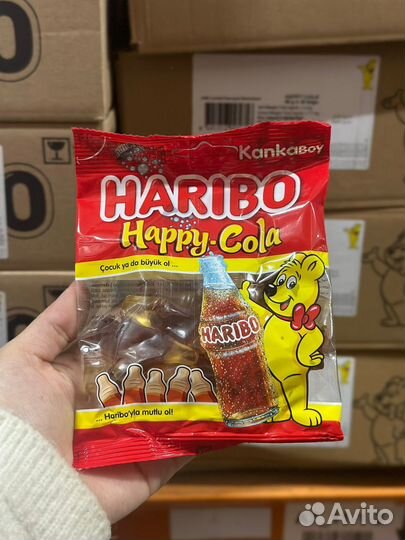 KankaBOY
HARIBO
Happy-Cola
Çocuk ya da büyük ol ...
HARIBO
... Haribo'yla mutlu ol!
Avito